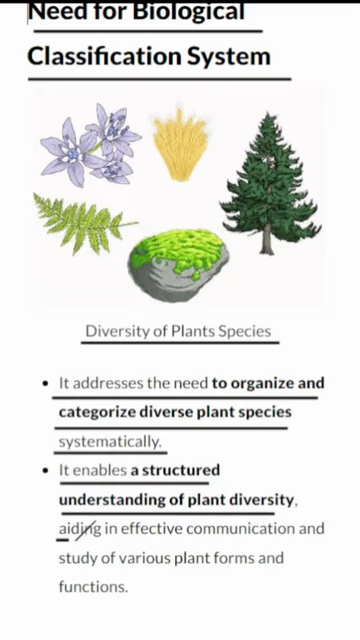 Need for Biological
Classification System
Diversity of Plants Species
• It addresses the need to organize and
categorize diverse plant species
systematically.
• It enables a structured
understanding of plant diversity,
aiding in effective communication and
study of various plant forms and
functions.